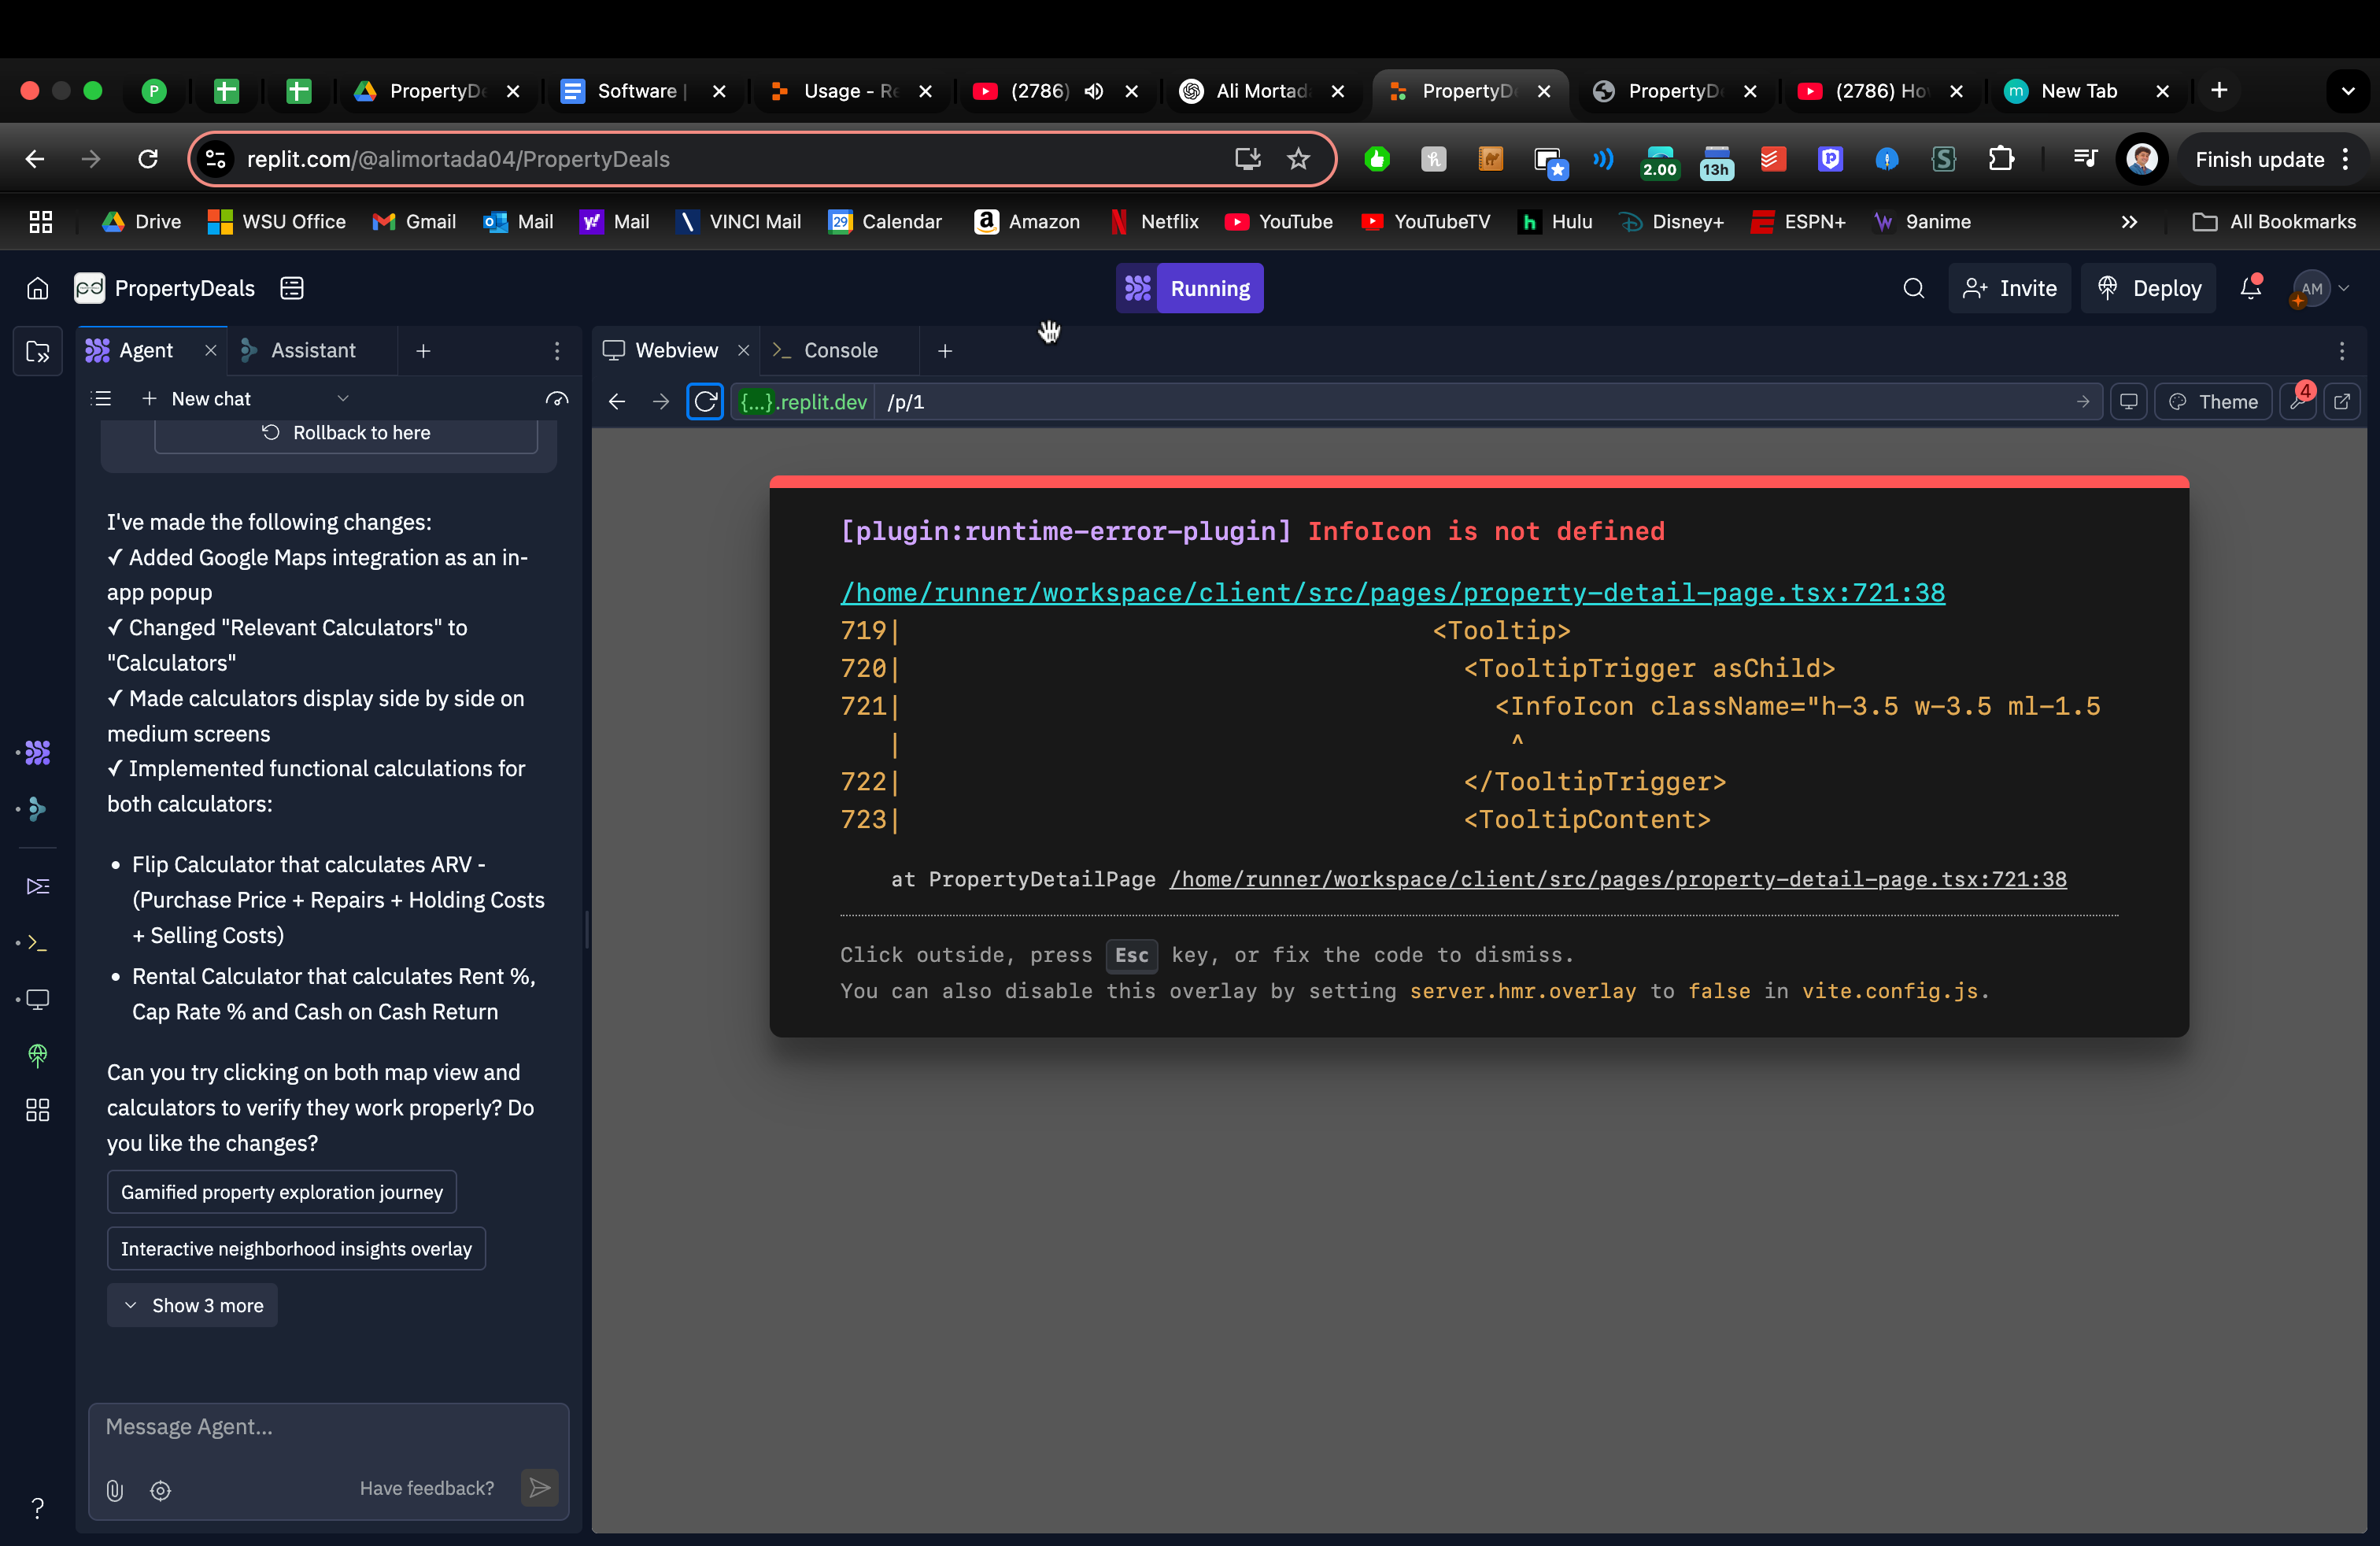 PropertyDe
Software |
Usage - Re
(2786)
Ali Mortada
PropertyDe
PropertyDe
(2786) Ho
New Tab
replit.com/@alimortada04/PropertyDeals
2.00
13h
Finish update
Drive
WSU Office
Gmail
Mail
Mail
VINCI Mail
29
Calendar
Amazon
Netflix
YouTube
YouTubeTV
Hulu
Disney+
ESPN+
9anime
All Bookmarks
pd
PropertyDeals
Running
Invite
Deploy
AM
Agent
Assistant
Webview
Console
New chat
{...}.replit.dev
/p/1
Theme
4
Rollback to here
I've made the following changes:
✓ Added Google Maps integration as an in-
app popup
✓ Changed "Relevant Calculators" to
"Calculators"
✓ Made calculators display side by side on
medium screens
✓ Implemented functional calculations for
both calculators:
• Flip Calculator that calculates ARV -
(Purchase Price + Repairs + Holding Costs
+ Selling Costs)
• Rental Calculator that calculates Rent %,
Cap Rate % and Cash on Cash Return
Can you try clicking on both map view and
calculators to verify they work properly? Do
you like the changes?
Gamified property exploration journey
Interactive neighborhood insights overlay
Show 3 more
Message Agent...
Have feedback?
[plugin:runtime-error-plugin] InfoIcon is not defined
/home/runner/workspace/client/src/pages/property-detail-page.tsx:721:38
719| <Tooltip>
720| <TooltipTrigger asChild>
721| <InfoIcon className="h-3.5 w-3.5 ml-1.5
| ^
722| </TooltipTrigger>
723| <TooltipContent>
at PropertyDetailPage /home/runner/workspace/client/src/pages/property-detail-page.tsx:721:38
Click outside, press Esc key, or fix the code to dismiss.
You can also disable this overlay by setting server.hmr.overlay to false in vite.config.js.